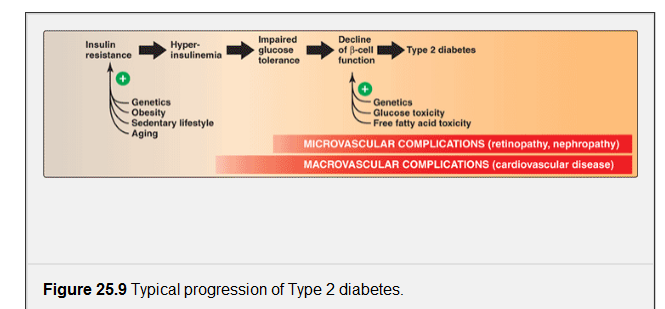 Insulin
resistance
Hyper-
insulinemia
Impaired
glucose
tolerance
Decline
of β-cell
function
Type 2 diabetes
+
Genetics
Obesity
Sedentary lifestyle
Aging
+
Genetics
Glucose toxicity
Free fatty acid toxicity
MICROVASCULAR COMPLICATIONS (retinopathy, nephropathy)
MACROVASCULAR COMPLICATIONS (cardiovascular disease)
Figure 25.9 Typical progression of Type 2 diabetes.